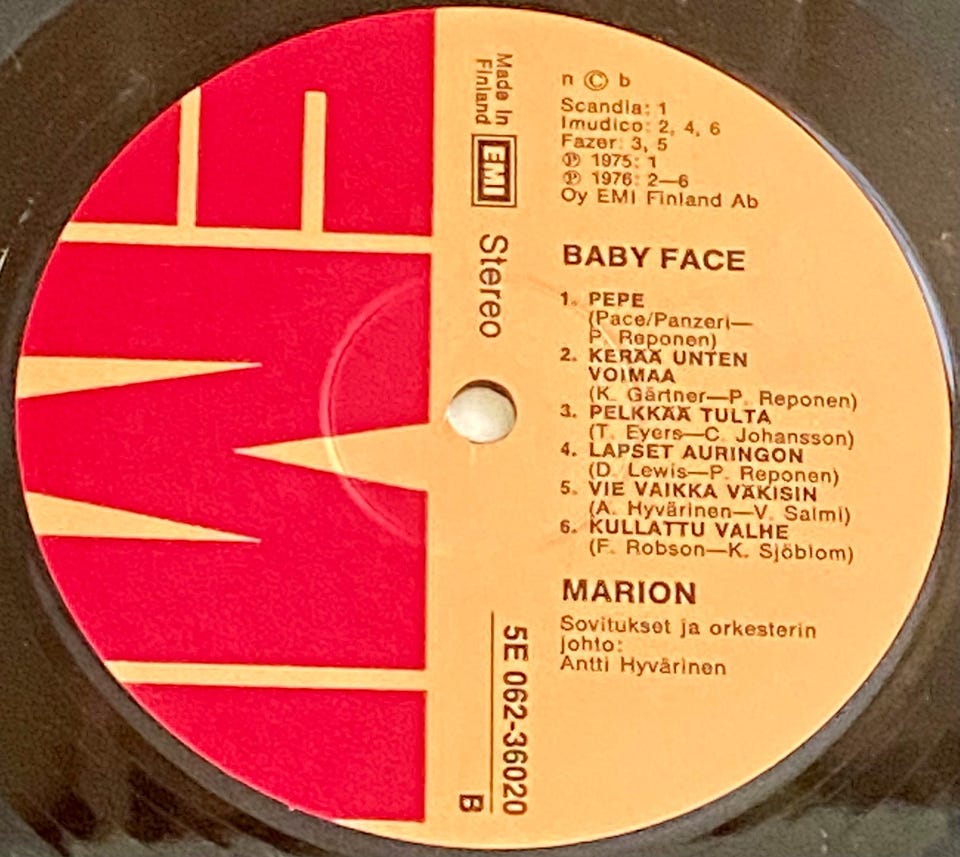 EMI
Made in
Finland
EMI
Stereo
5E 062-36020
B
n © b
Scandia: 1
Imudico: 2, 4, 6
Fazer: 3, 5
℗ 1975: 1
℗ 1976: 2—6
Oy EMI Finland Ab
BABY FACE
1. PEPE
(Pace/Panzeri—
P. Reponen)
2. KERÄÄ UNTEN
VOIMAA
(K. Gärtner—P. Reponen)
3. PELKKÄÄ TULTA
(T. Eyers—C. Johansson)
4. LAPSET AURINGON
(D. Lewis—P. Reponen)
5. VIE VAIKKA VÄKISIN
(A. Hyvärinen—V. Salmi)
6. KULLATTU VALHE
(F. Robson—K. Sjöblom)
MARION
Sovitukset ja orkesterin
johto:
Antti Hyvärinen